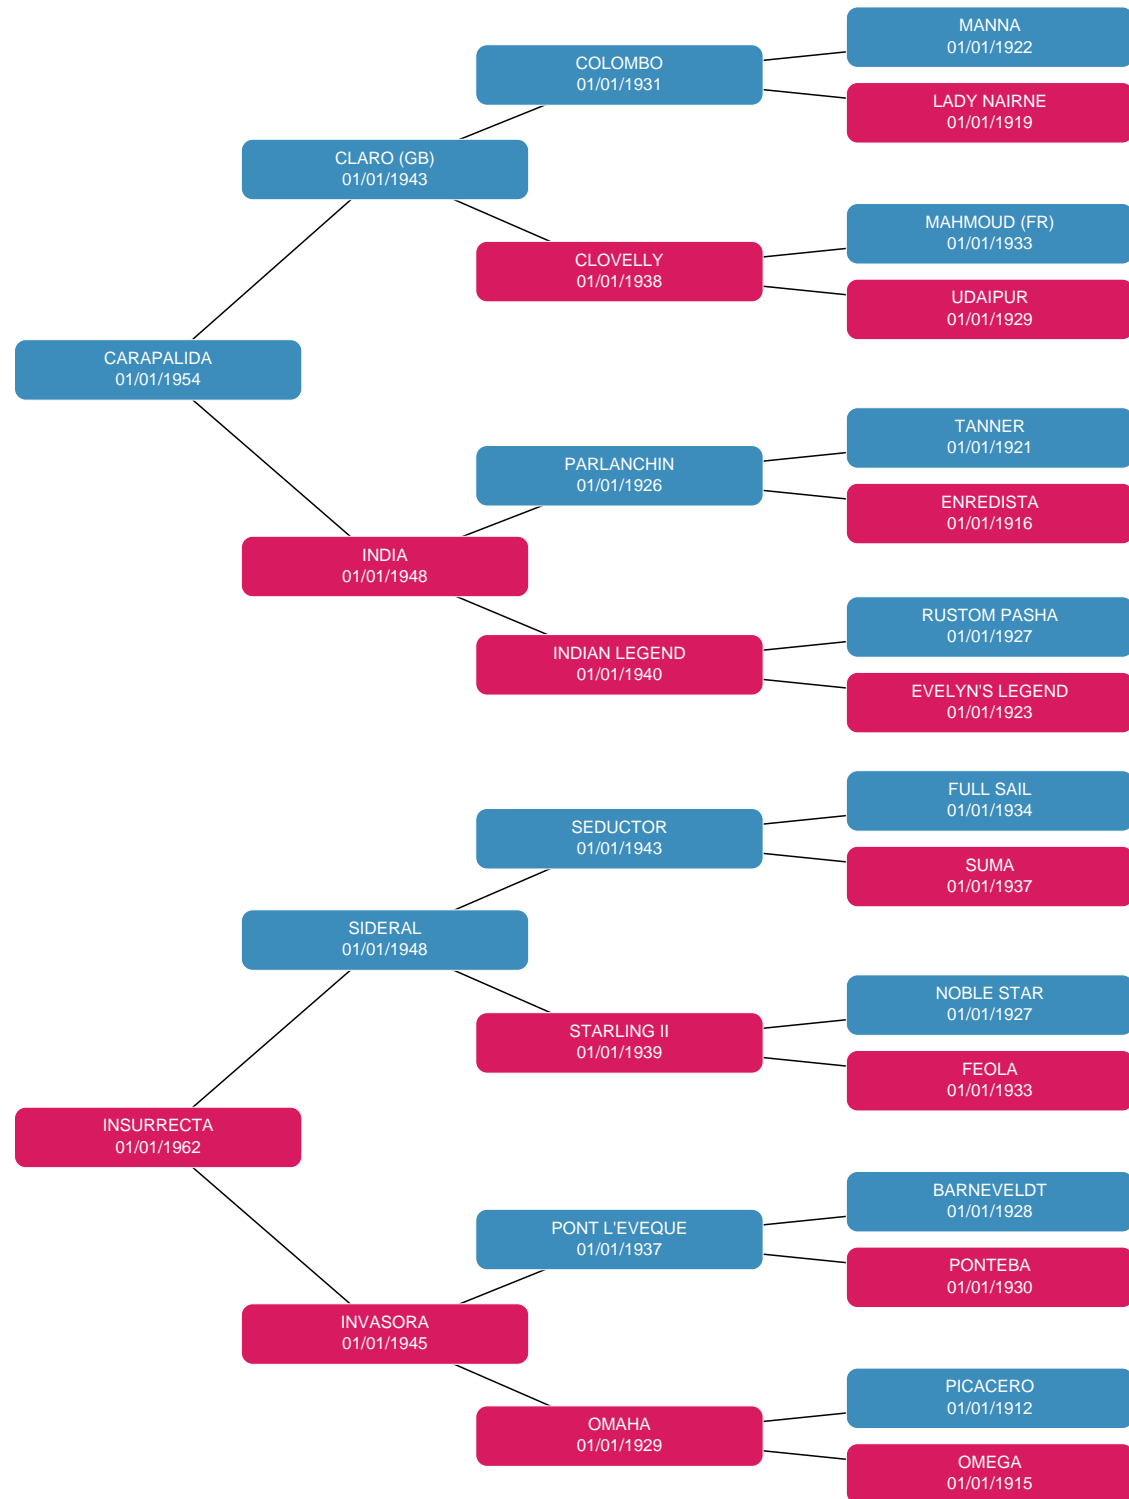 MANNA
01/01/1922
COLOMBO
01/01/1931
LADY NAIRNE
01/01/1919
CLARO (GB)
01/01/1943
MAHMOUD (FR)
01/01/1933
CLOVELLY
01/01/1938
UDAIPUR
01/01/1929
CARAPALIDA
01/01/1954
TANNER
01/01/1921
PARLANCHIN
01/01/1926
ENREDISTA
01/01/1916
INDIA
01/01/1948
RUSTOM PASHA
01/01/1927
INDIAN LEGEND
01/01/1940
EVELYN'S LEGEND
01/01/1923
FULL SAIL
01/01/1934
SEDUCTOR
01/01/1943
SUMA
01/01/1937
SIDERAL
01/01/1948
NOBLE STAR
01/01/1927
STARLING II
01/01/1939
FEOLA
01/01/1933
INSURRECTA
01/01/1962
BARNEVELDT
01/01/1928
PONT L'EVEQUE
01/01/1937
PONTEBA
01/01/1930
INVASORA
01/01/1945
PICACERO
01/01/1912
OMAHA
01/01/1929
OMEGA
01/01/1915